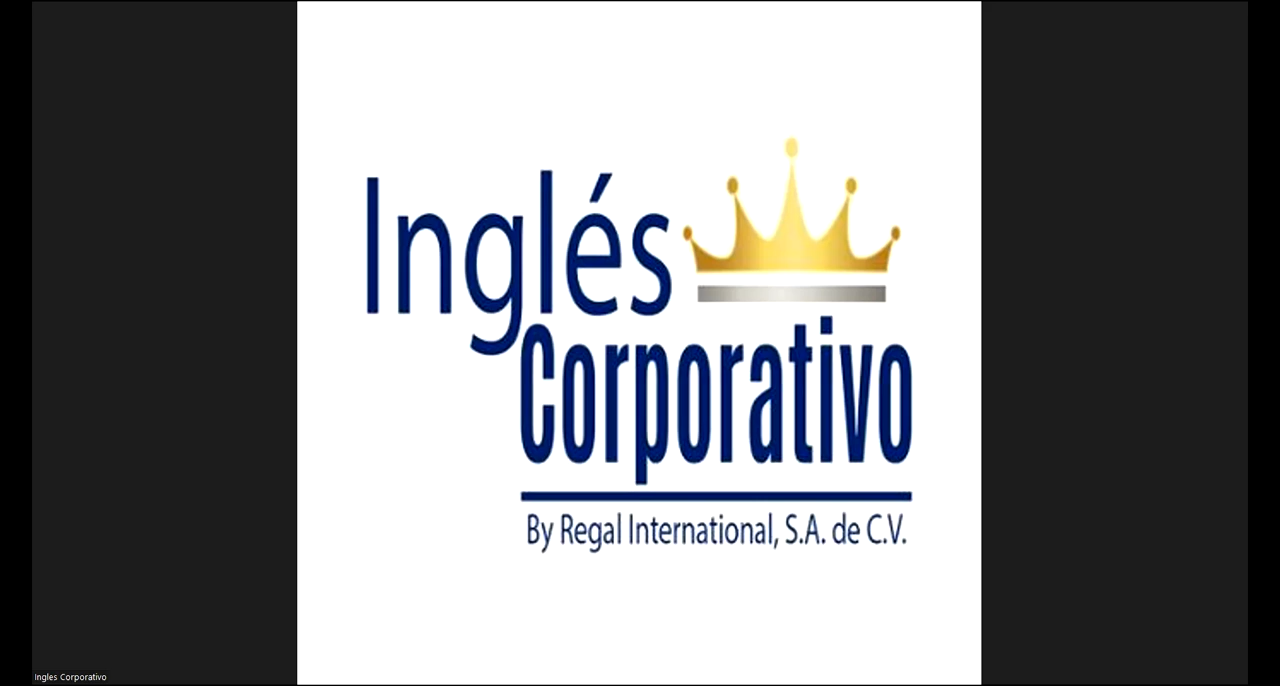 Inglés
Corporativo
By Regal International, S.A. de C.V.
Ingles Corporativo